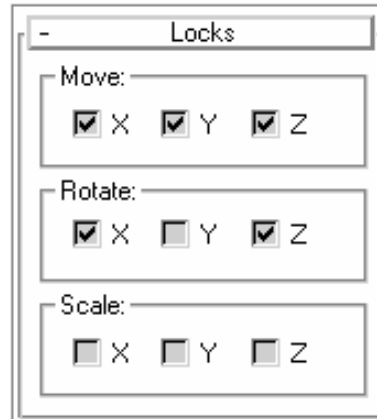 - Locks
Move:
X Y Z
Rotate:
X Y Z
Scale:
X Y Z